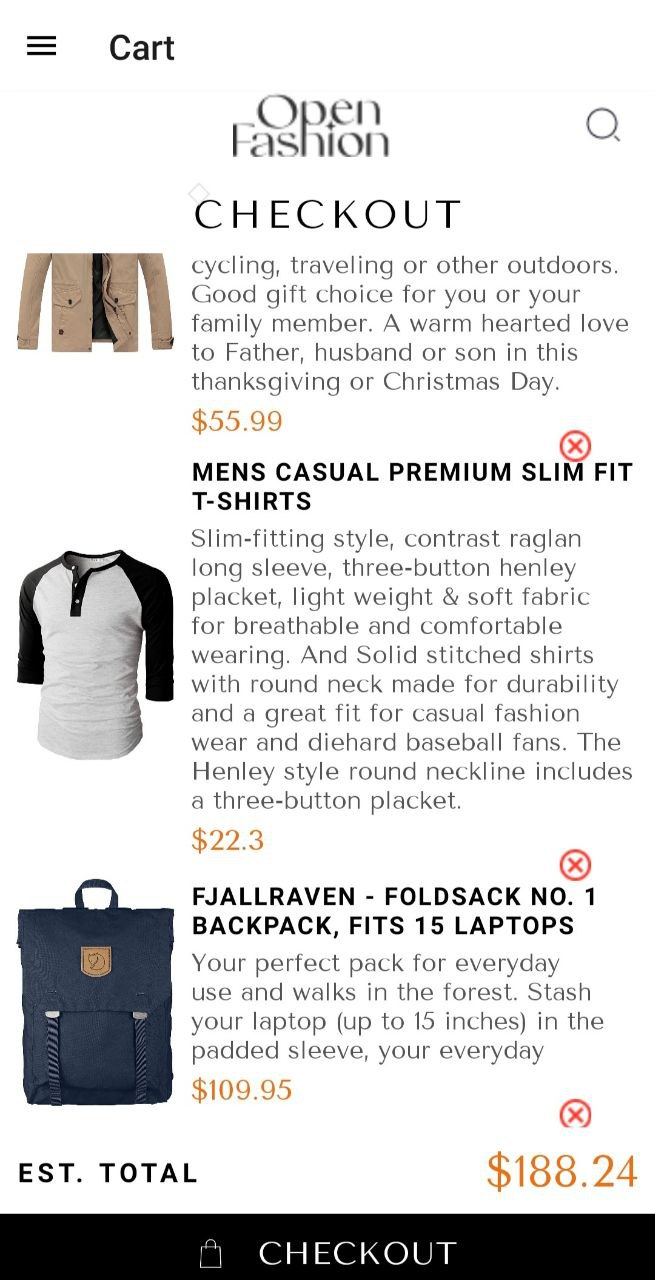 Cart
Open
Fashion
CHECKOUT
cycling, traveling or other outdoors.
Good gift choice for you or your
family member. A warm hearted love
to Father, husband or son in this
thanksgiving or Christmas Day.
$55.99
MENS CASUAL PREMIUM SLIM FIT
T-SHIRTS
Slim-fitting style, contrast raglan
long sleeve, three-button henley
placket, light weight & soft fabric
for breathable and comfortable
wearing. And Solid stitched shirts
with round neck made for durability
and a great fit for casual fashion
wear and diehard baseball fans. The
Henley style round neckline includes
a three-button placket.
$22.3
FJALLRAVEN - FOLDSACK NO. 1
BACKPACK, FITS 15 LAPTOPS
Your perfect pack for everyday
use and walks in the forest. Stash
your laptop (up to 15 inches) in the
padded sleeve, your everyday
$109.95
EST. TOTAL $188.24
CHECKOUT